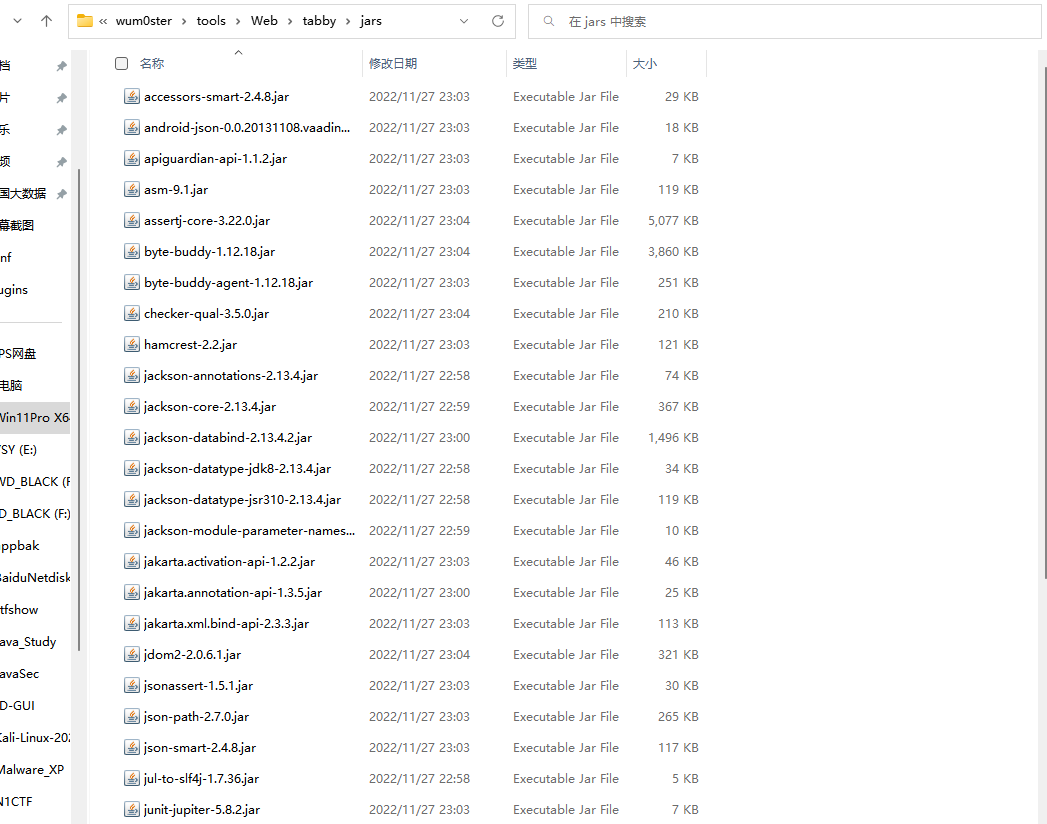 « wum0ster > tools > Web > tabby > jars
在 jars 中搜索
档
片
乐
频
国大数据
幕截图
nf
ugins
PS网盘
电脑
Win11Pro X6
SY (E:)
WD_BLACK (F
D_BLACK (F:)
ppbak
BaiduNetdisk
tfshow
ava_Study
avaSec
D-GUI
Kali-Linux-202
Malware_XP
N1CTF
名称 修改日期 类型 大小
accessors-smart-2.4.8.jar 2022/11/27 23:03 Executable Jar File 29 KB
android-json-0.0.20131108.vaadin... 2022/11/27 23:03 Executable Jar File 18 KB
apiguardian-api-1.1.2.jar 2022/11/27 23:03 Executable Jar File 7 KB
asm-9.1.jar 2022/11/27 23:03 Executable Jar File 119 KB
assertj-core-3.22.0.jar 2022/11/27 23:04 Executable Jar File 5,077 KB
byte-buddy-1.12.18.jar 2022/11/27 23:04 Executable Jar File 3,860 KB
byte-buddy-agent-1.12.18.jar 2022/11/27 23:03 Executable Jar File 251 KB
checker-qual-3.5.0.jar 2022/11/27 23:04 Executable Jar File 210 KB
hamcrest-2.2.jar 2022/11/27 23:03 Executable Jar File 121 KB
jackson-annotations-2.13.4.jar 2022/11/27 22:58 Executable Jar File 74 KB
jackson-core-2.13.4.jar 2022/11/27 22:59 Executable Jar File 367 KB
jackson-databind-2.13.4.2.jar 2022/11/27 23:00 Executable Jar File 1,496 KB
jackson-datatype-jdk8-2.13.4.jar 2022/11/27 22:58 Executable Jar File 34 KB
jackson-datatype-jsr310-2.13.4.jar 2022/11/27 22:58 Executable Jar File 119 KB
jackson-module-parameter-names... 2022/11/27 22:59 Executable Jar File 10 KB
jakarta.activation-api-1.2.2.jar 2022/11/27 23:03 Executable Jar File 46 KB
jakarta.annotation-api-1.3.5.jar 2022/11/27 23:00 Executable Jar File 25 KB
jakarta.xml.bind-api-2.3.3.jar 2022/11/27 23:03 Executable Jar File 113 KB
jdom2-2.0.6.1.jar 2022/11/27 23:04 Executable Jar File 321 KB
jsonassert-1.5.1.jar 2022/11/27 23:03 Executable Jar File 30 KB
json-path-2.7.0.jar 2022/11/27 23:03 Executable Jar File 265 KB
json-smart-2.4.8.jar 2022/11/27 23:03 Executable Jar File 117 KB
jul-to-slf4j-1.7.36.jar 2022/11/27 22:58 Executable Jar File 5 KB
junit-jupiter-5.8.2.jar 2022/11/27 23:03 Executable Jar File 7 KB